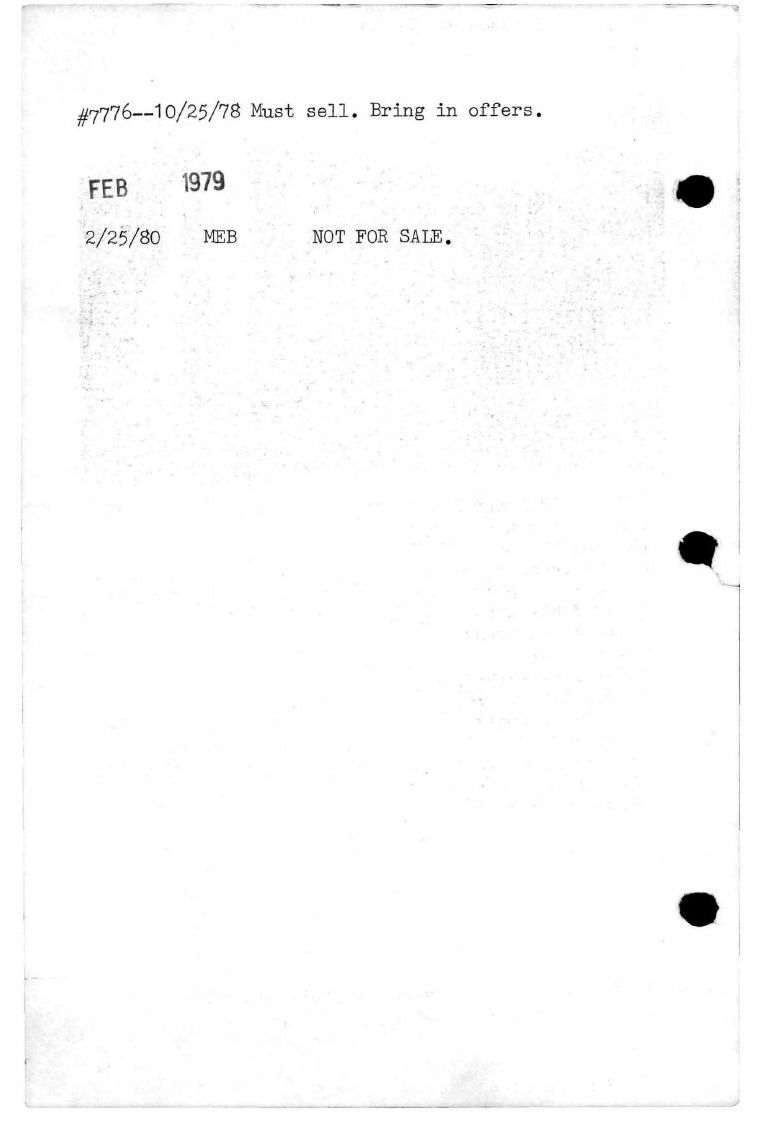 #7776--10/25/78 Must sell. Bring in offers.
FEB 1979
2/25/80 MEB NOT FOR SALE.